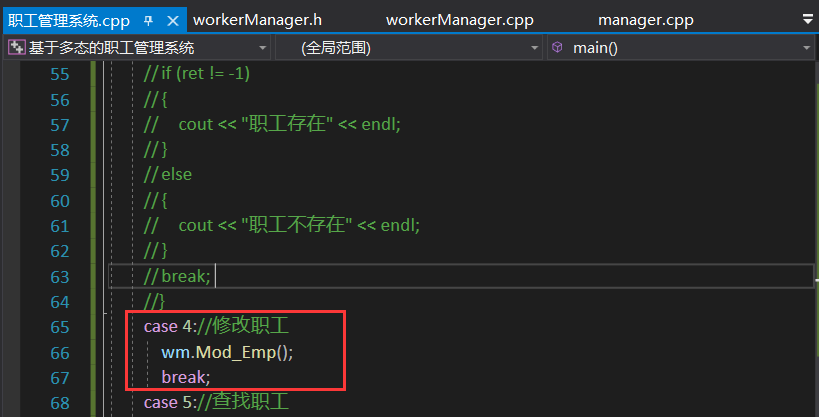 职工管理系统.cpp workerManager.h workerManager.cpp manager.cpp
基于多态的职工管理系统 (全局范围) main()
55 //if (ret != -1)
56 //{
57 //    cout << "职工存在" << endl;
58 //}
59 //else
60 //{
61 //    cout << "职工不存在" << endl;
62 //}
63 //break;
64 //}
65 case 4://修改职工
66 wm.Mod_Emp();
67 break;
68 case 5://查找职工